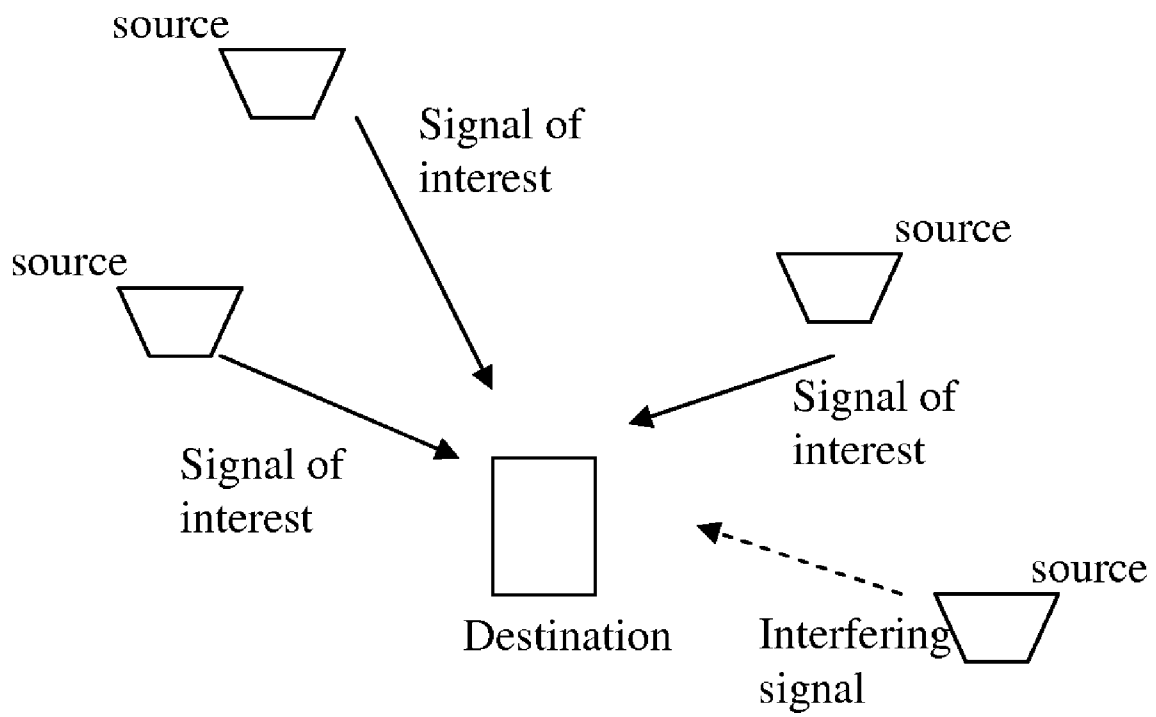 source
Signal of
interest
source
source
Signal of
interest
Signal of
interest
source
Destination
Interfering
signal